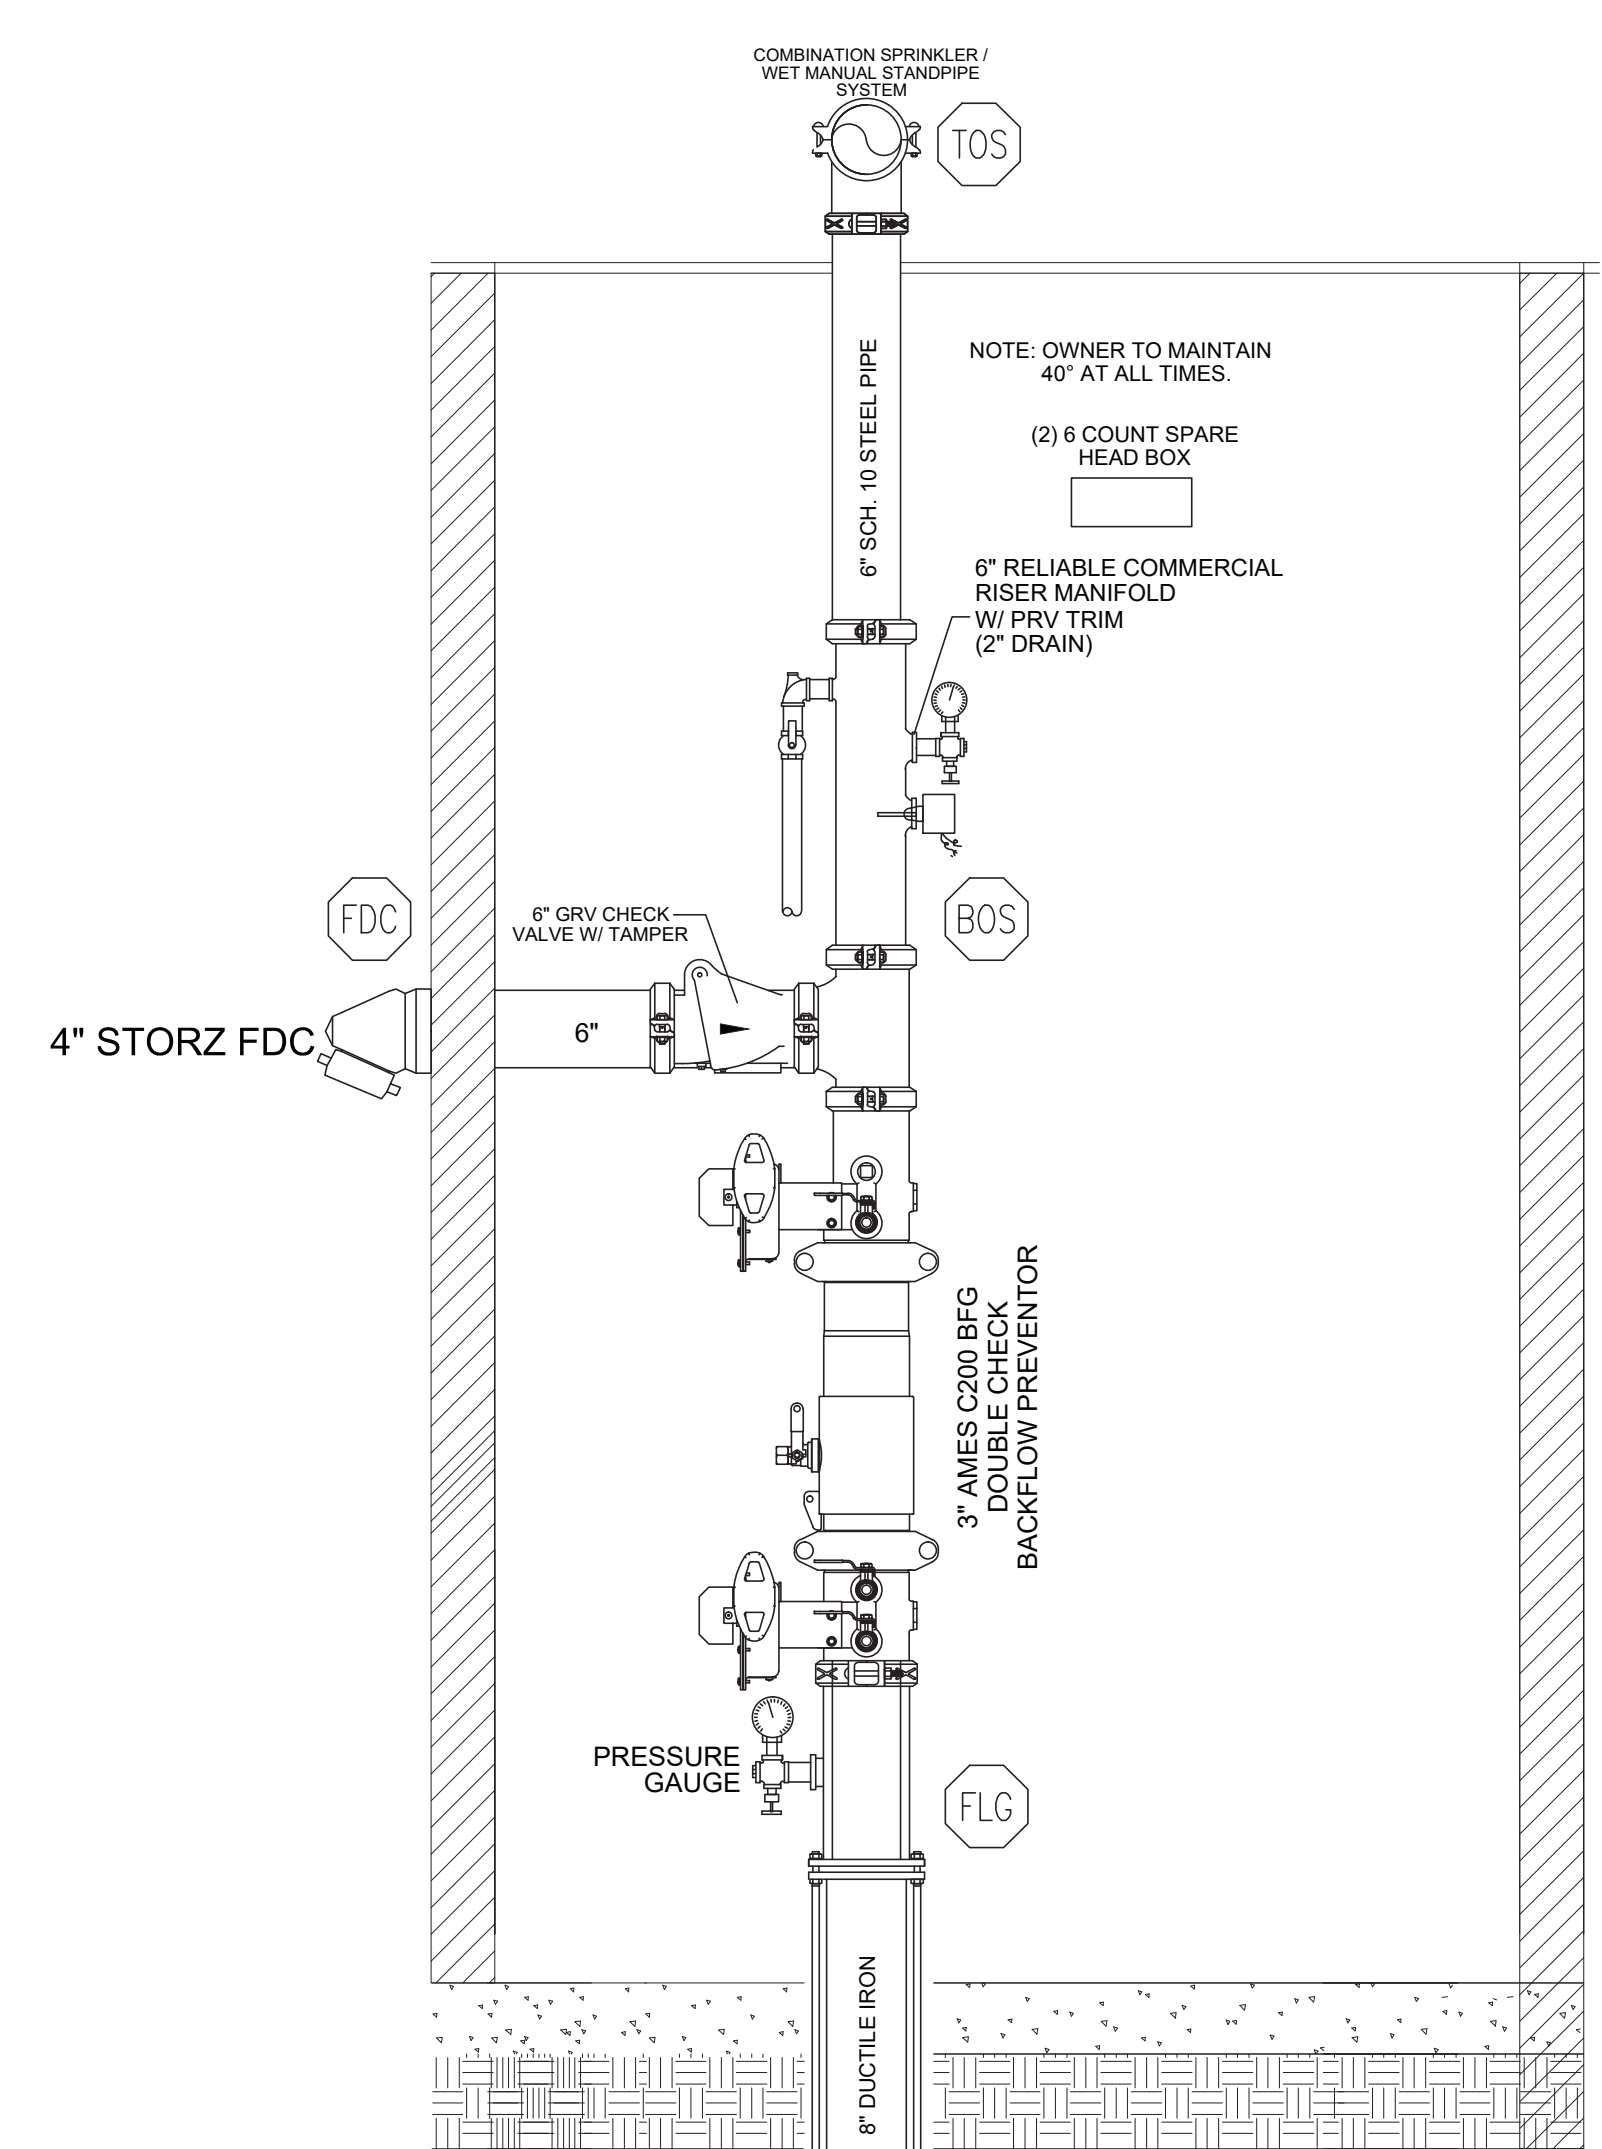 COMBINATION SPRINKLER /
WET MANUAL STANDPIPE
SYSTEM
TOS
6" SCH. 10 STEEL PIPE
NOTE: OWNER TO MAINTAIN
40° AT ALL TIMES.
(2) 6 COUNT SPARE
HEAD BOX
6" RELIABLE COMMERCIAL
RISER MANIFOLD
W/ PRV TRIM
(2" DRAIN)
FDC
6" GRV CHECK
VALVE W/ TAMPER
BOS
4" STORZ FDC
6"
3" AMES C200 BFG
DOUBLE CHECK
BACKFLOW PREVENTOR
PRESSURE
GAUGE
FLG
8" DUCTILE IRON